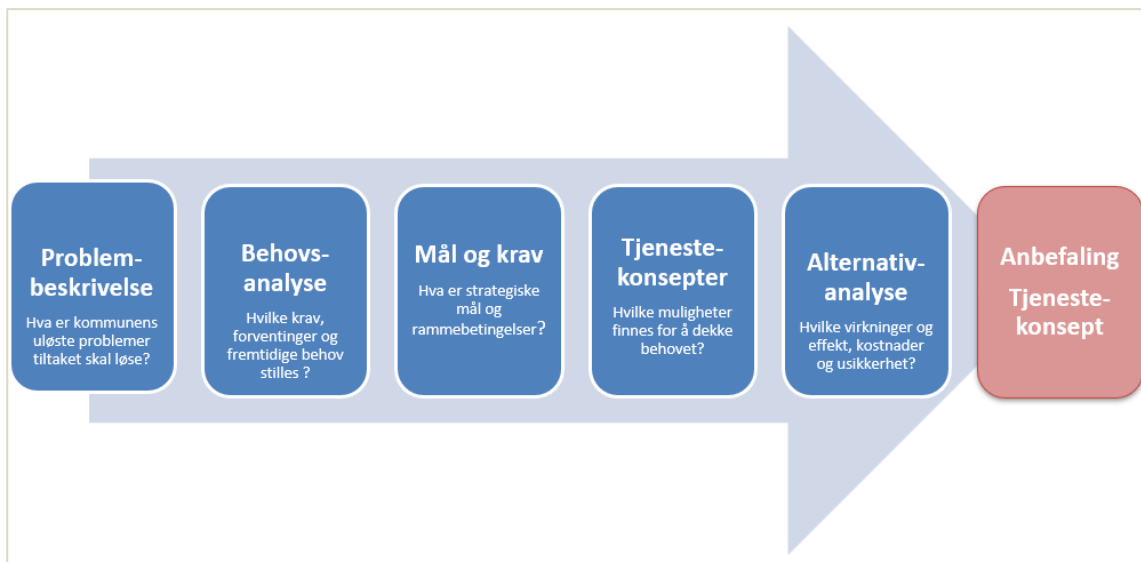 Problem-
beskrivelse
Hva er kommunens
uløste problemer
tiltaket skal løse?
Behovs-
analyse
Hvilke krav,
forventinger og
fremtidige behov
stilles ?
Mål og krav
Hva er strategiske
mål og
rammebetingelser?
Tjeneste-
konsepter
Hvilke muligheter
finnes for å dekke
behovet?
Alternativ-
analyse
Hvilke virkninger og
effekt, kostnader
og usikkerhet?
Anbefaling
Tjeneste-
konsept